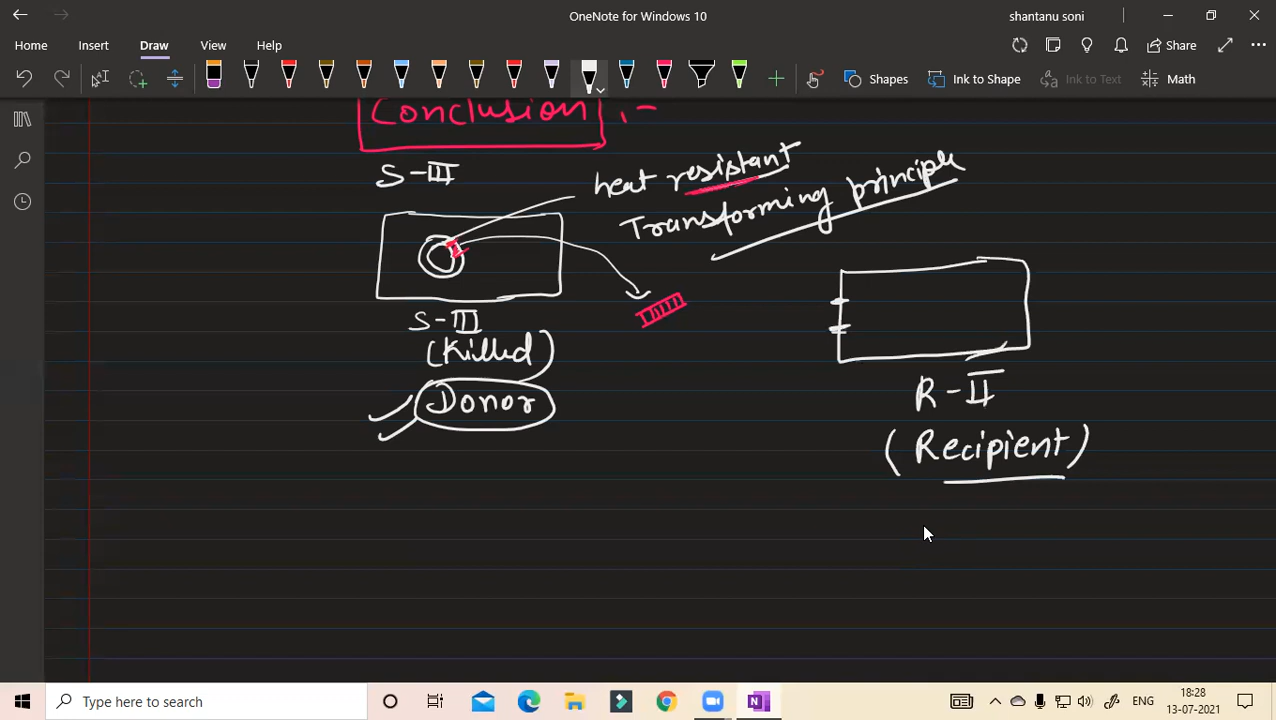 OneNote for Windows 10
shantanu soni
Home Insert Draw View Help
Share
Shapes
Ink to Shape
Ink to Text
Math
Conclusion :-
S-III
heat resistant
Transforming principle
S-III
(Killed)
Donor
R-II
(Recipient)
Type here to search
ENG
18:28
13-07-2021